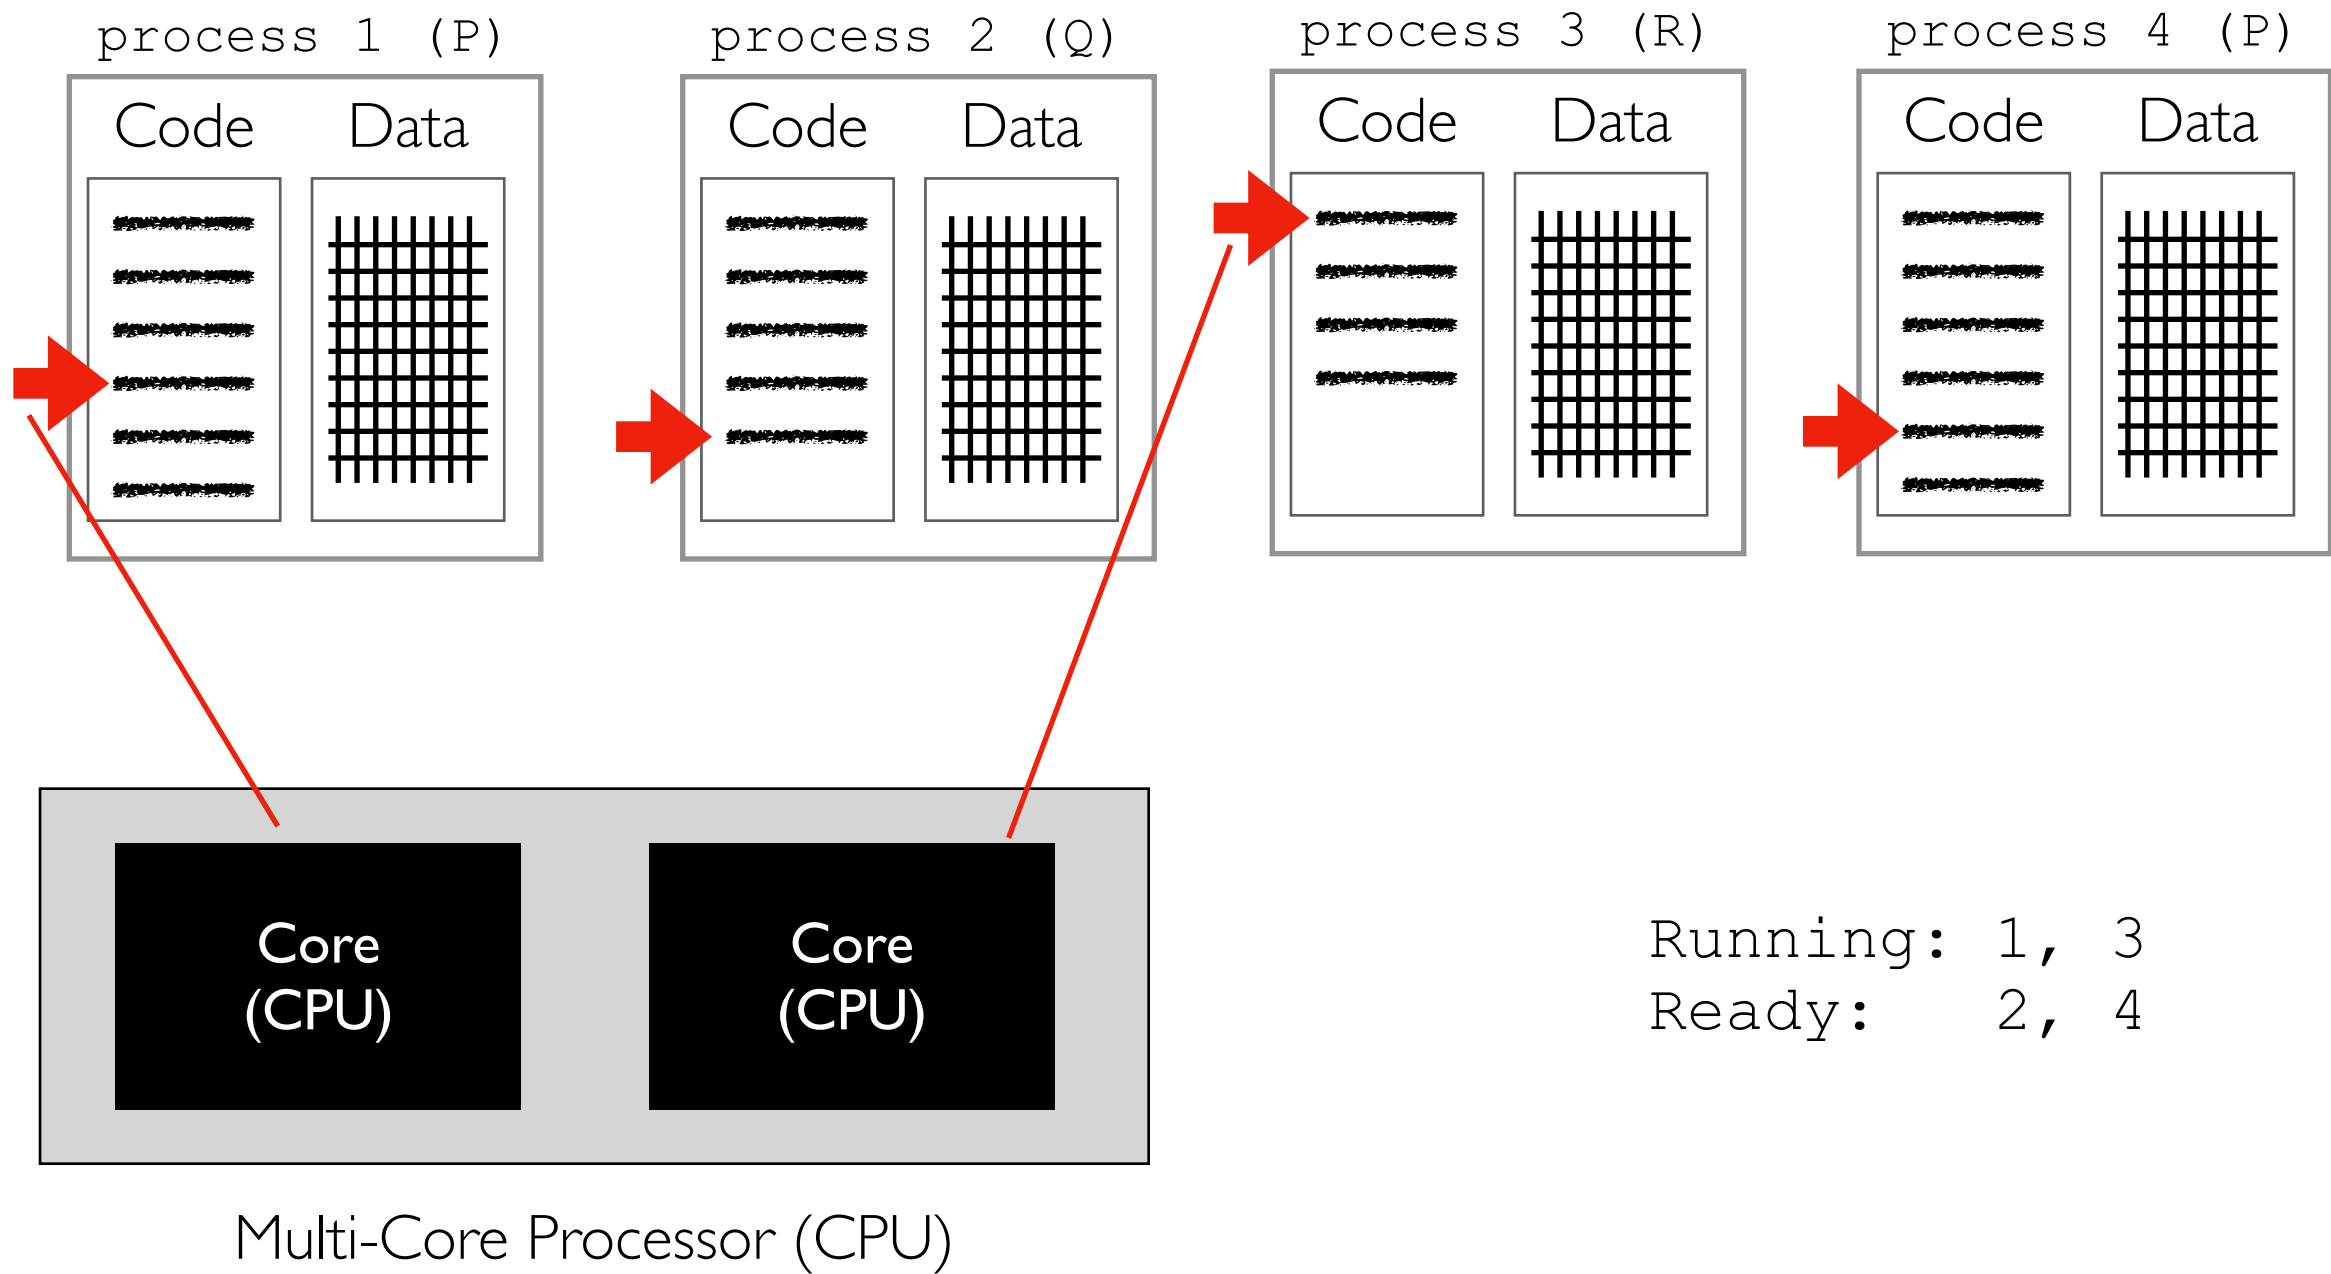 process 1 (P)
process 2 (Q)
process 3 (R)
process 4 (P)
Code Data
Code Data
Code Data
Code Data
Core
(CPU)
Core
(CPU)
Running: 1, 3
Ready: 2, 4
Multi-Core Processor (CPU)